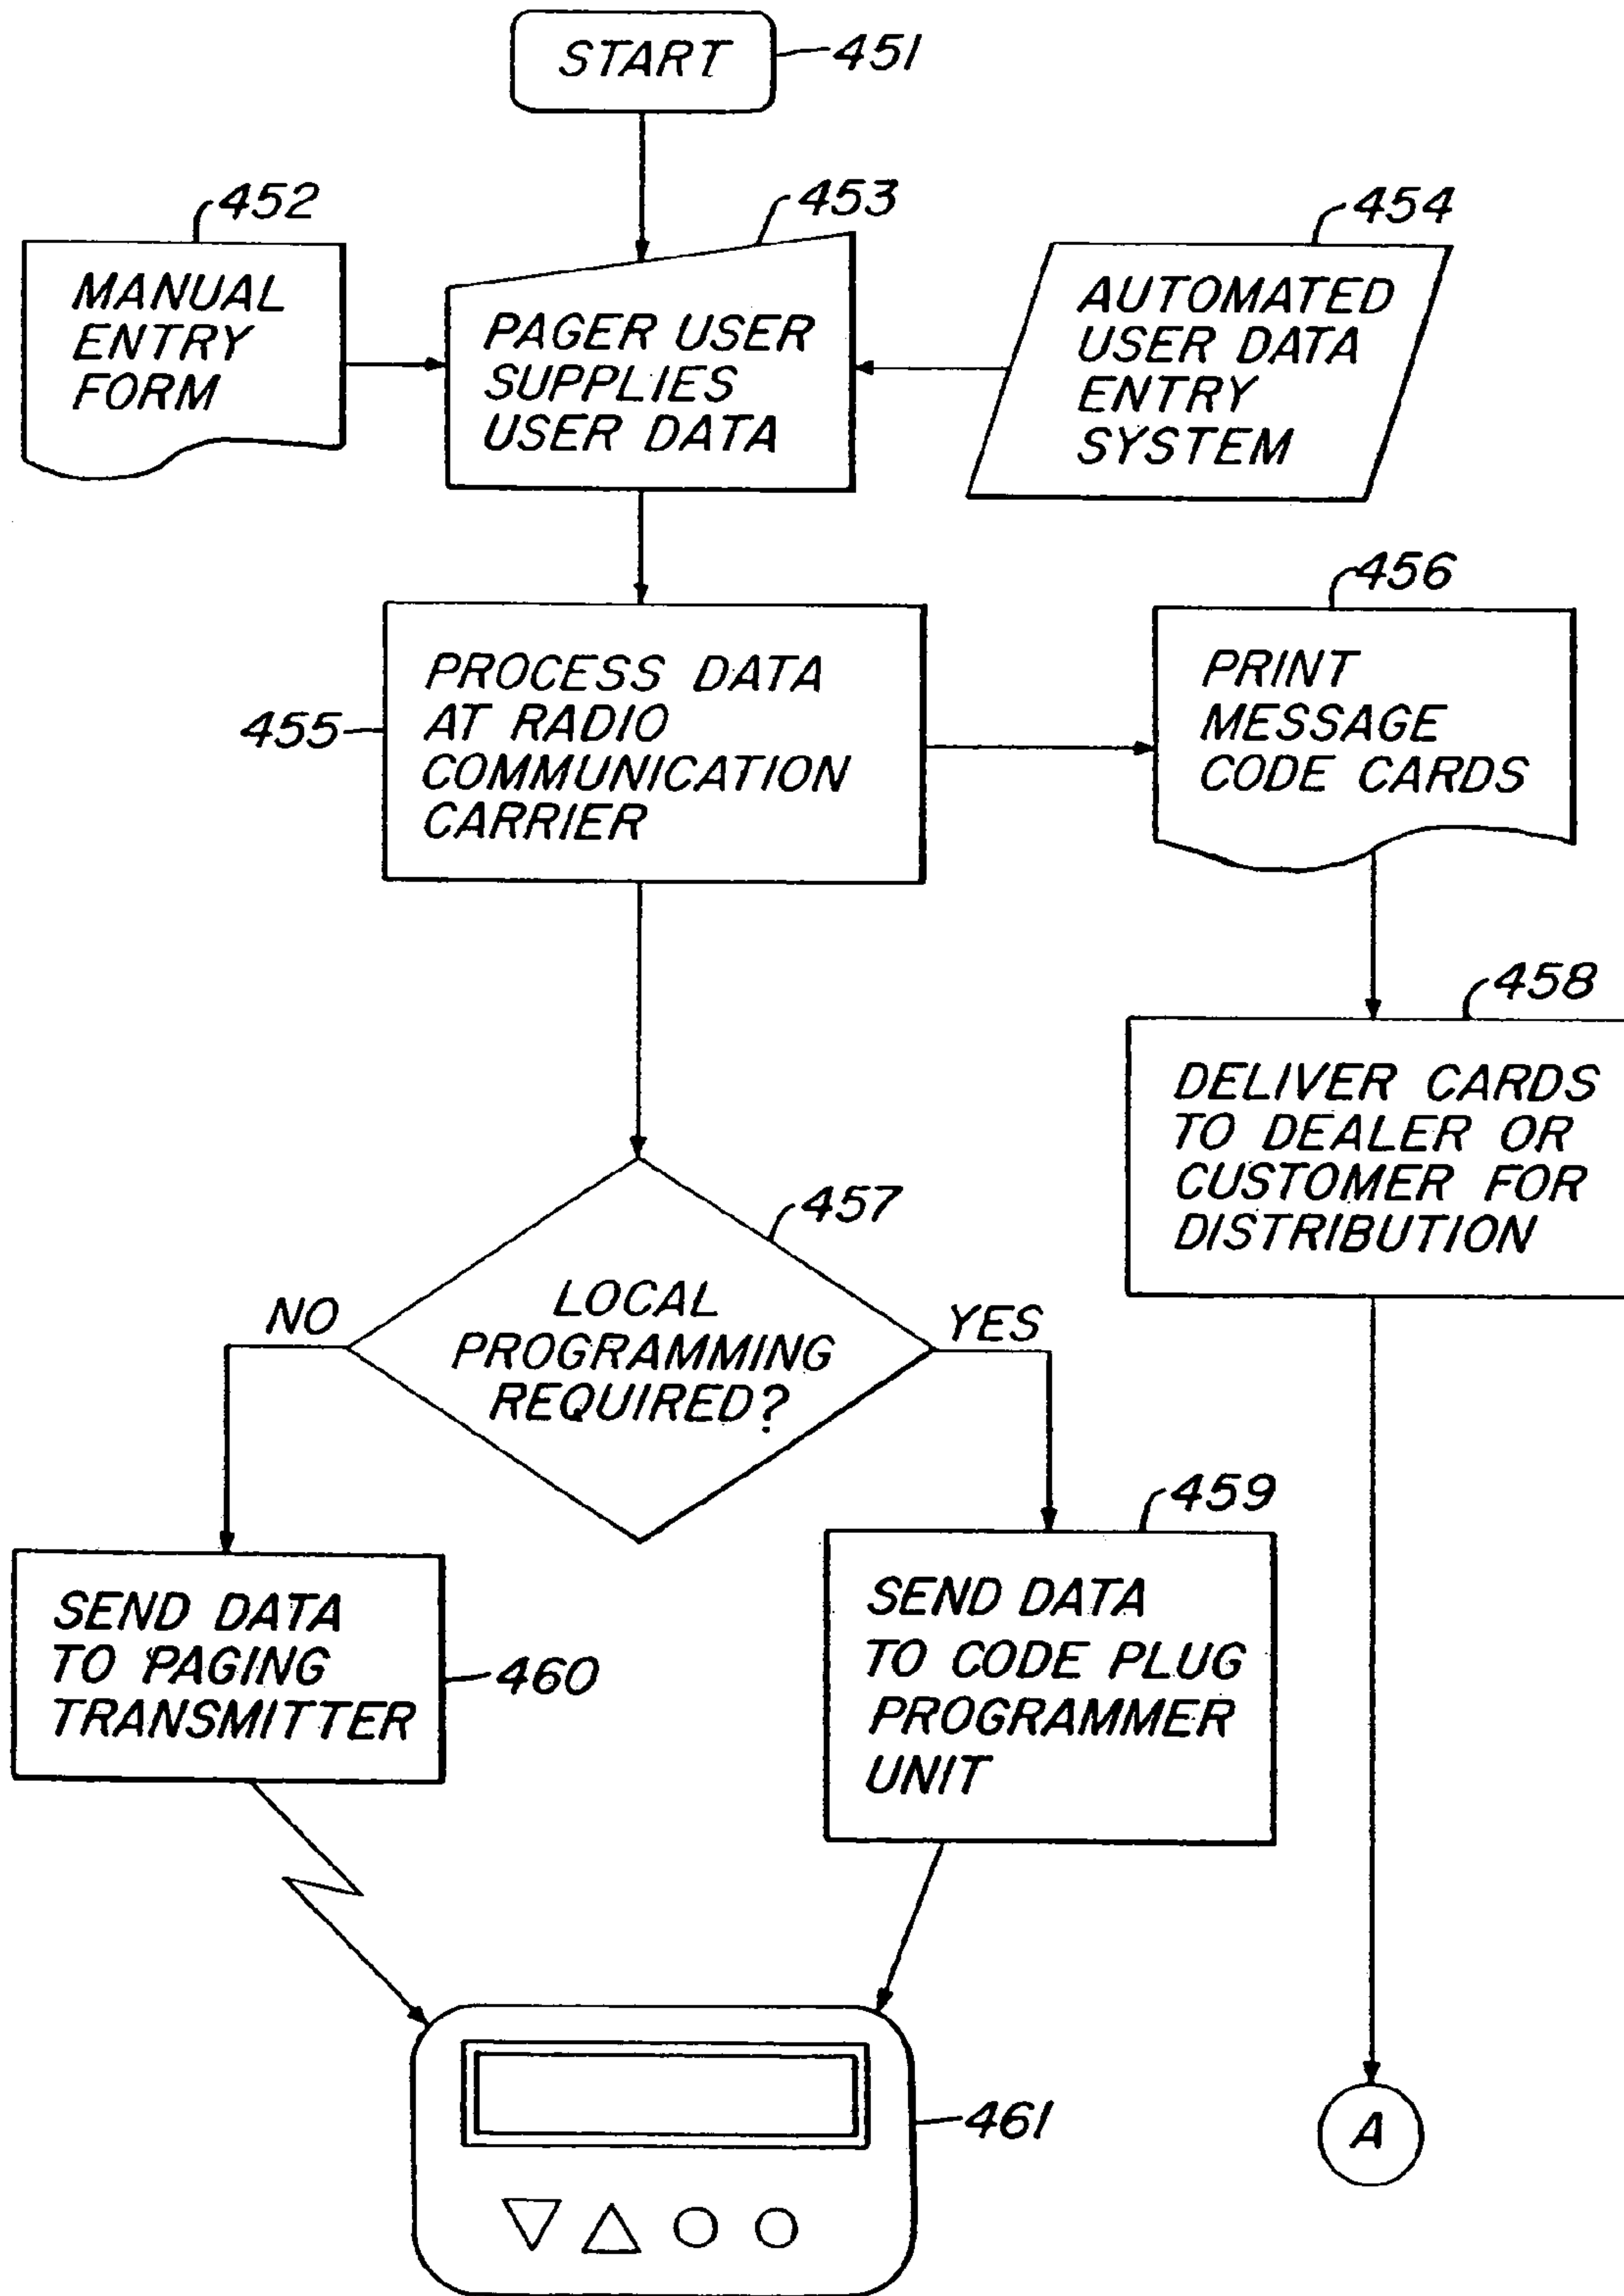 START
451
452
453
454
MANUAL
ENTRY
FORM
PAGER USER
SUPPLIES
USER DATA
AUTOMATED
USER DATA
ENTRY
SYSTEM
455
PROCESS DATA
AT RADIO
COMMUNICATION
CARRIER
456
PRINT
MESSAGE
CODE CARDS
458
DELIVER CARDS
TO DEALER OR
CUSTOMER FOR
DISTRIBUTION
457
LOCAL
PROGRAMMING
REQUIRED?
NO
YES
460
SEND DATA
TO PAGING
TRANSMITTER
459
SEND DATA
TO CODE PLUG
PROGRAMMER
UNIT
461
A